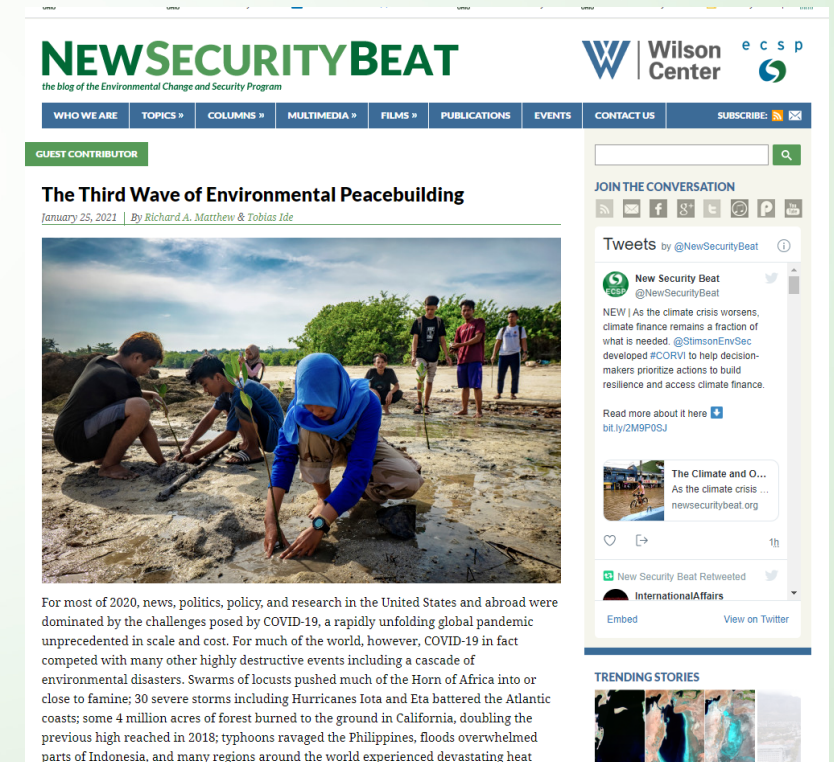 NEWSECURITYBEAT
the blog of the Environmental Change and Security Program
Wilson
Center
ecsp
WHO WE ARE
TOPICS »
COLUMNS »
MULTIMEDIA »
FILMS »
PUBLICATIONS
EVENTS
CONTACT US
SUBSCRIBE:
GUEST CONTRIBUTOR
The Third Wave of Environmental Peacebuilding
January 25, 2021 | By Richard A. Matthew & Tobias Ide
For most of 2020, news, politics, policy, and research in the United States and abroad were
dominated by the challenges posed by COVID-19, a rapidly unfolding global pandemic
unprecedented in scale and cost. For much of the world, however, COVID-19 in fact
competed with many other highly destructive events including a cascade of
environmental disasters. Swarms of locusts pushed much of the Horn of Africa into or
close to famine; 30 severe storms including Hurricanes Iota and Eta battered the Atlantic
coasts; some 4 million acres of forest burned to the ground in California, doubling the
previous high reached in 2018; typhoons ravaged the Philippines, floods overwhelmed
parts of Indonesia, and many regions around the world experienced devastating heat
JOIN THE CONVERSATION
Tweets by @NewSecurityBeat
ECSP
New Security Beat
@NewSecurityBeat
NEW | As the climate crisis worsens,
climate finance remains a fraction of
what is needed. @StimsonEnvSec
developed #CORVI to help decision-
makers prioritize actions to build
resilience and access climate finance.
Read more about it here
bit.ly/2M9P0SJ
The Climate and O...
As the climate crisis ...
newsecuritybeat.org
1h
New Security Beat Retweeted
InternationalAffairs
Embed
View on Twitter
TRENDING STORIES